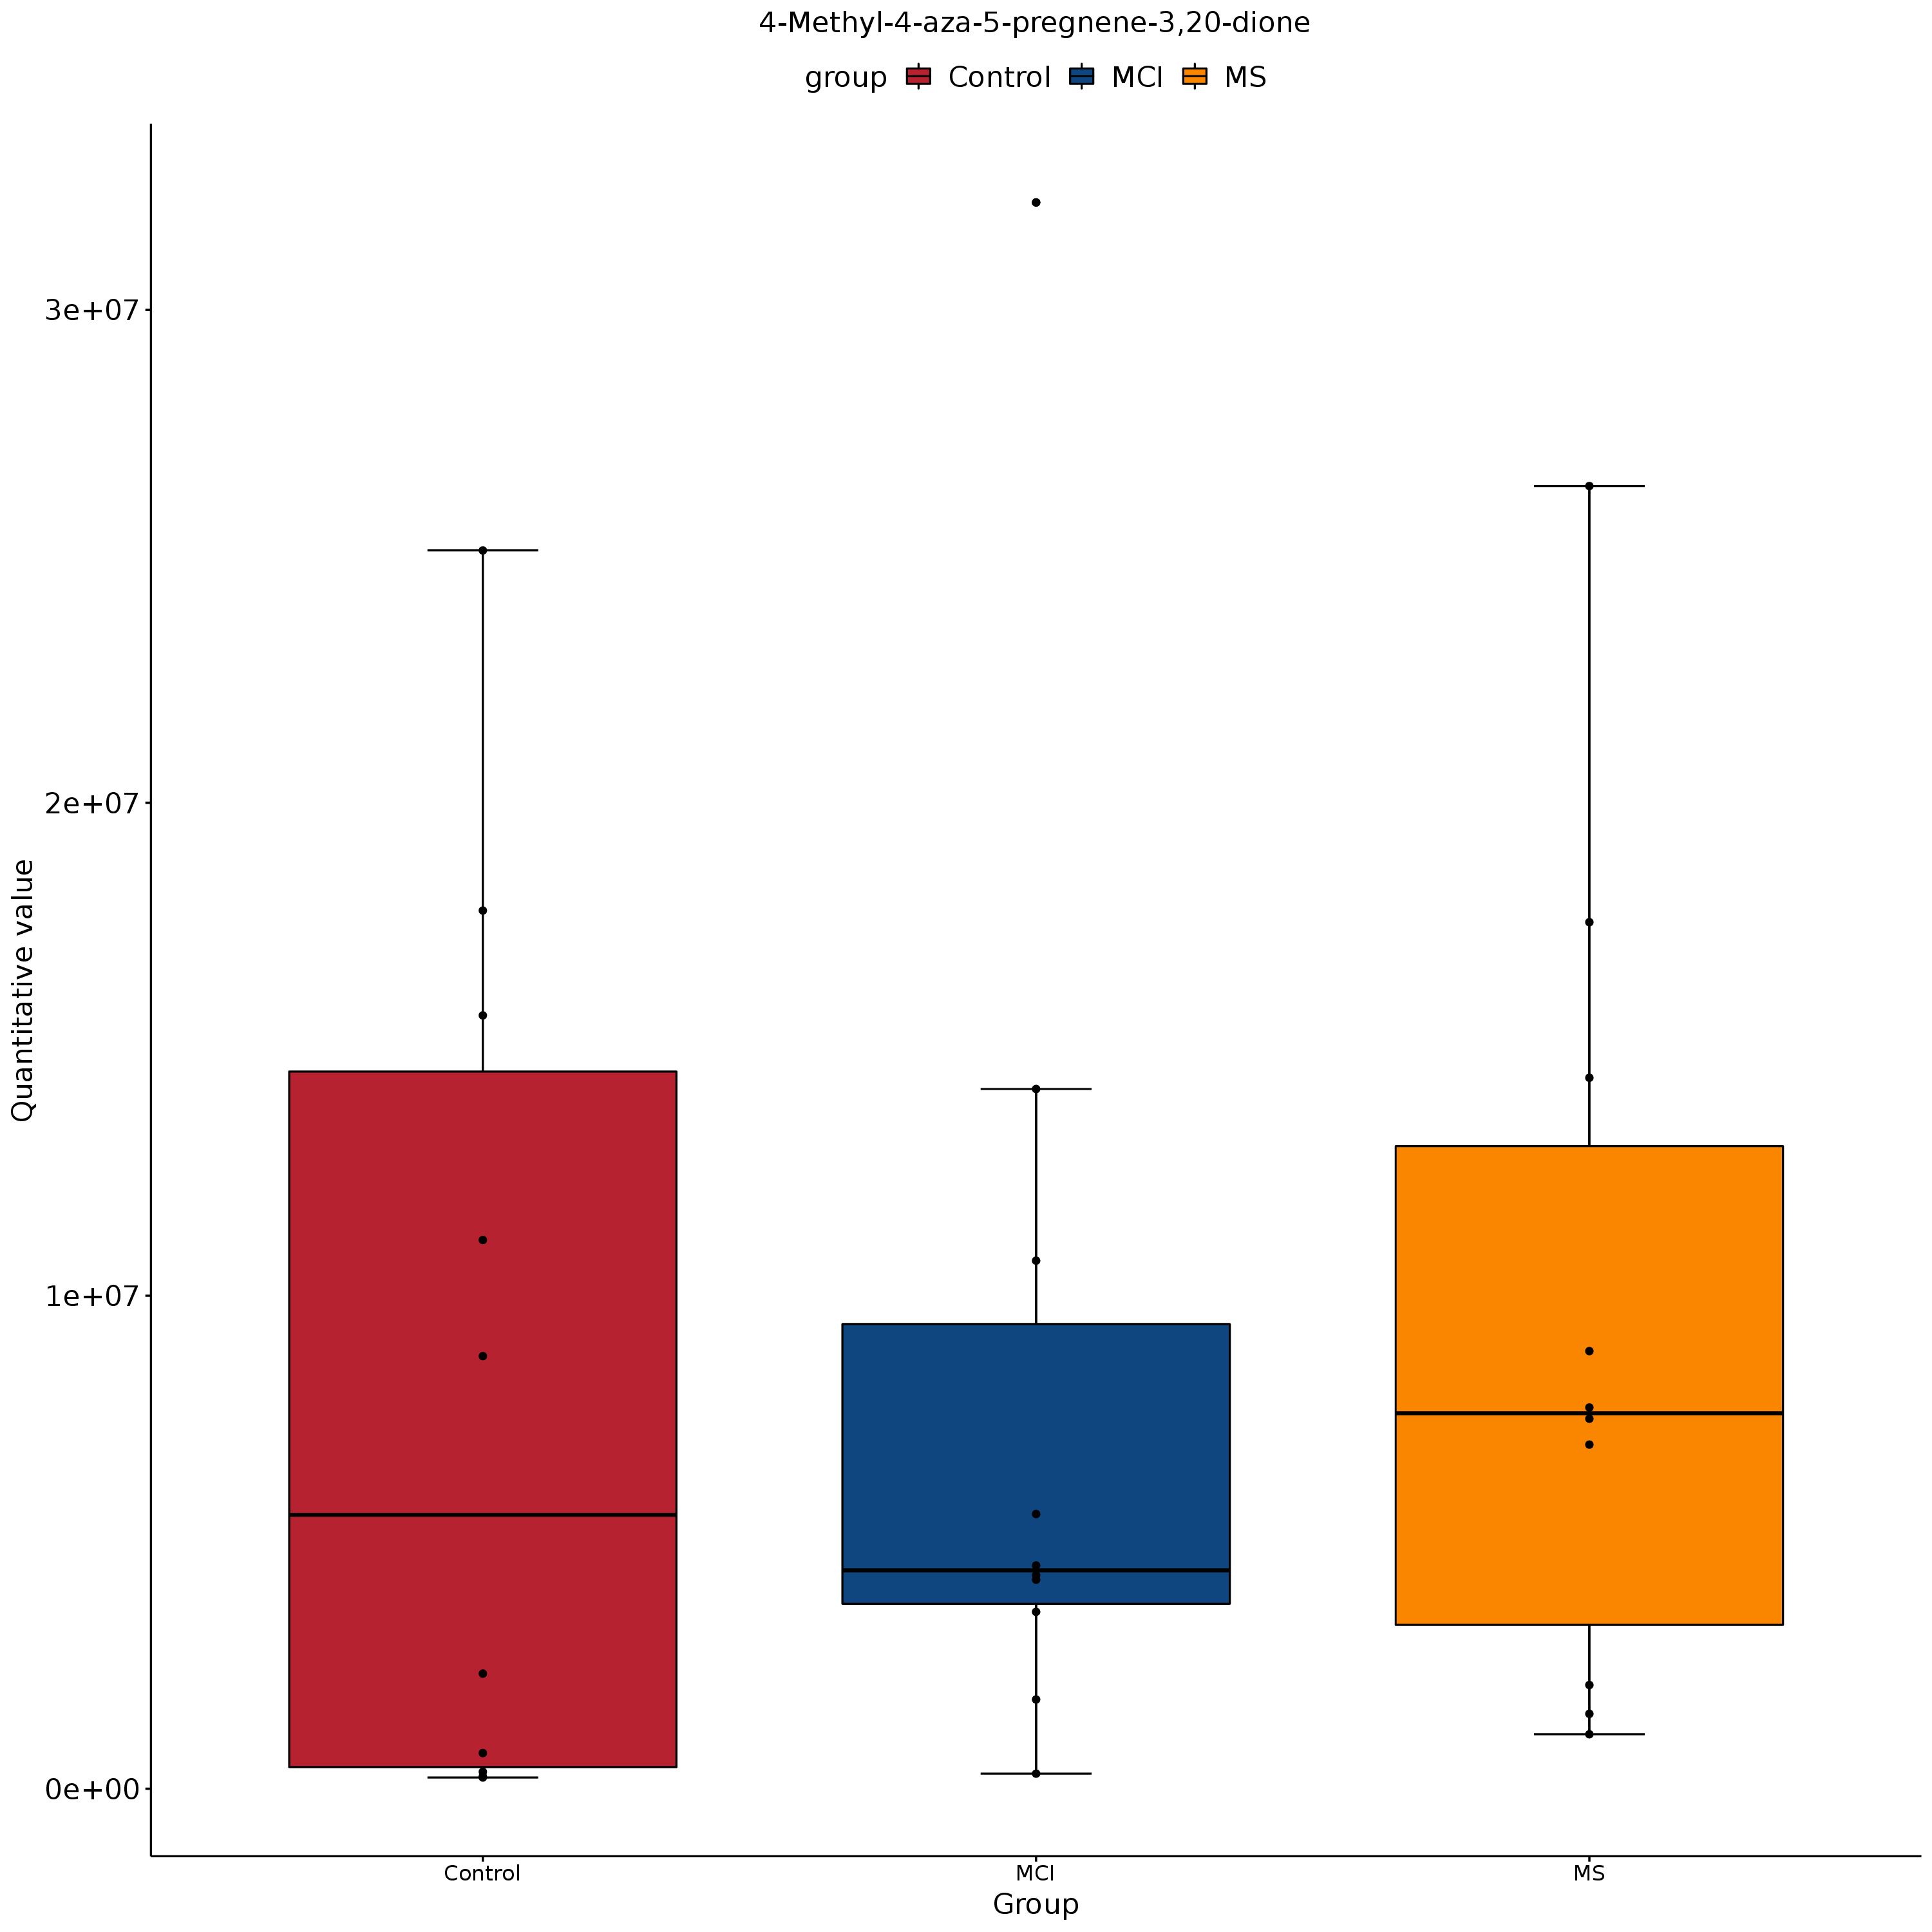 4-Methyl-4-aza-5-pregnene-3,20-dione
group Control MCI MS
3e+07
2e+07
1e+07
0e+00
Quantitative value
Control MCI MS
Group